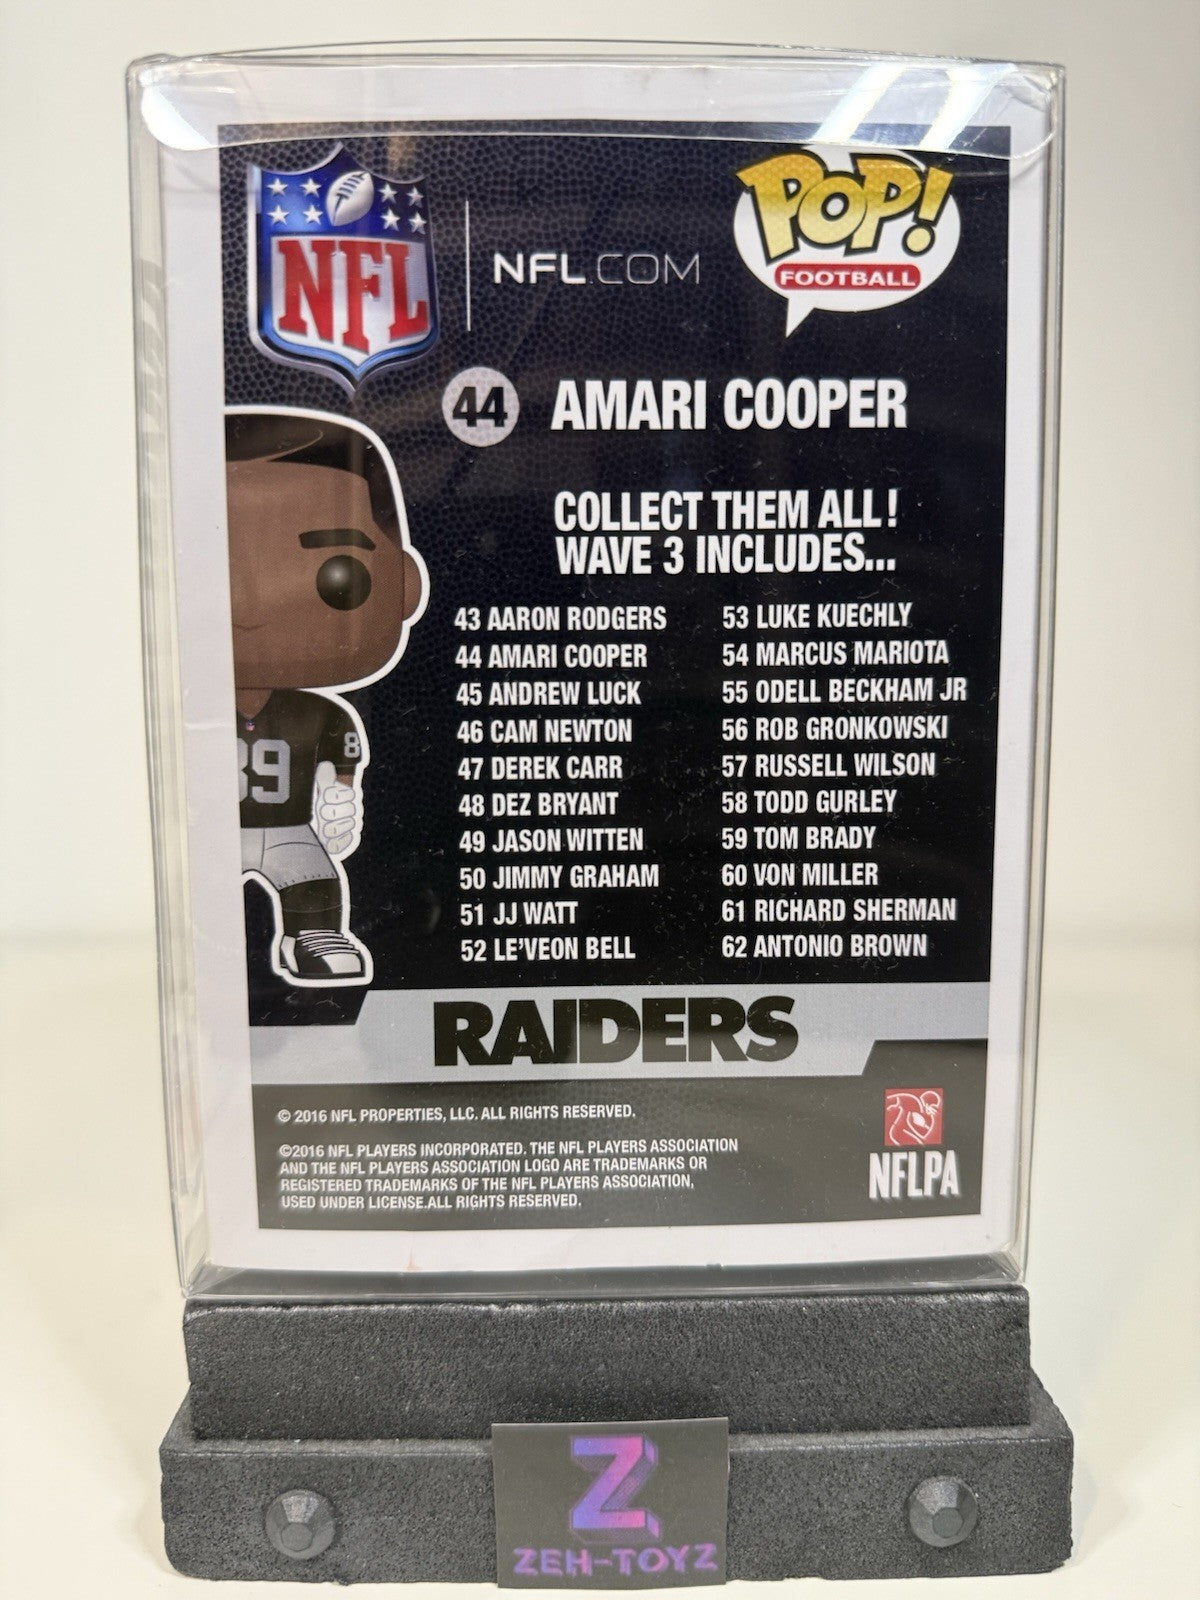 NFL
NFL.COM
POP!
FOOTBALL
44 AMARI COOPER
COLLECT THEM ALL!
WAVE 3 INCLUDES...
43 AARON RODGERS
44 AMARI COOPER
45 ANDREW LUCK
46 CAM NEWTON
47 DEREK CARR
48 DEZ BRYANT
49 JASON WITTEN
50 JIMMY GRAHAM
51 JJ WATT
52 LE'VEON BELL
53 LUKE KUECHLY
54 MARCUS MARIOTA
55 ODELL BECKHAM JR
56 ROB GRONKOWSKI
57 RUSSELL WILSON
58 TODD GURLEY
59 TOM BRADY
60 VON MILLER
61 RICHARD SHERMAN
62 ANTONIO BROWN
8
89
RAIDERS
© 2016 NFL PROPERTIES, LLC. ALL RIGHTS RESERVED.
©2016 NFL PLAYERS INCORPORATED. THE NFL PLAYERS ASSOCIATION
AND THE NFL PLAYERS ASSOCIATION LOGO ARE TRADEMARKS OR
REGISTERED TRADEMARKS OF THE NFL PLAYERS ASSOCIATION,
USED UNDER LICENSE.ALL RIGHTS RESERVED.
NFLPA
Z
ZEH-TOYZ